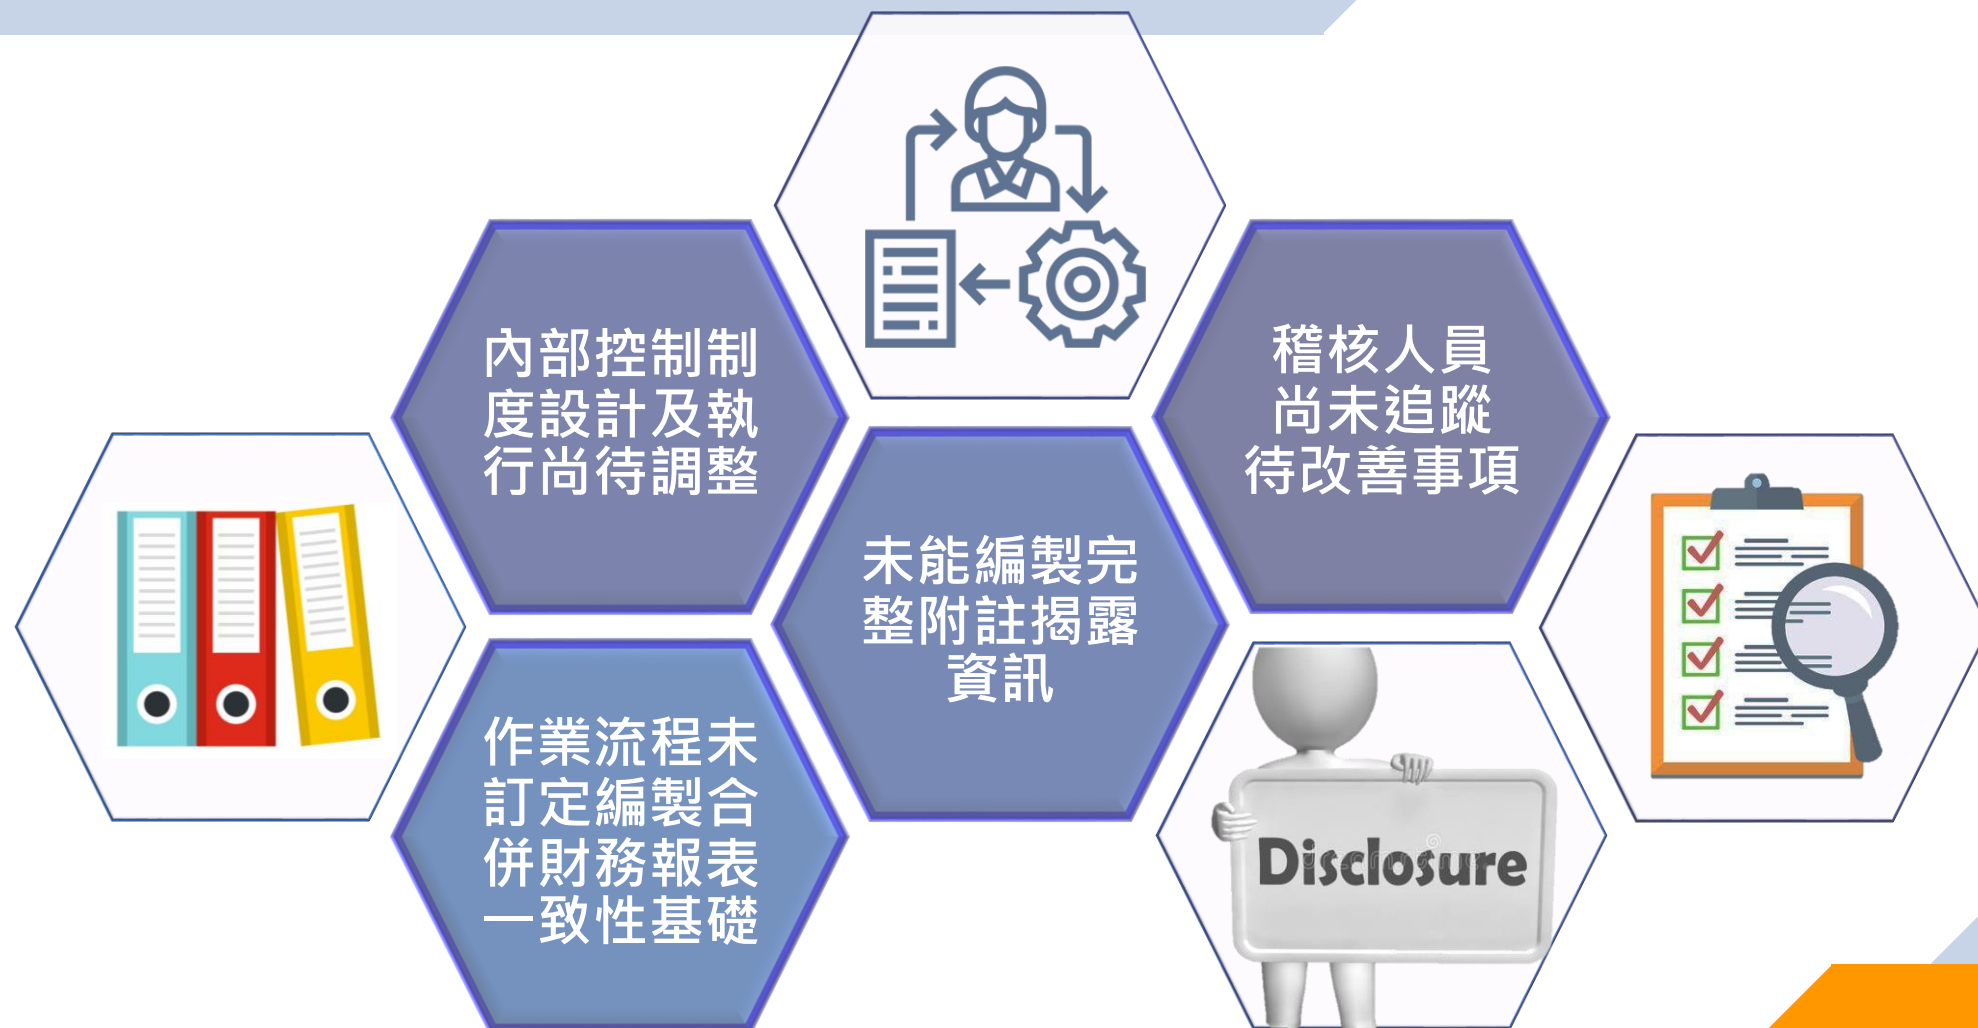 內部控制制
度設計及執
行尚待調整
稽核人員
尚未追蹤
待改善事項
未能編製完
整附註揭露
資訊
作業流程未
訂定編製合
併財務報表
一致性基礎
Disclosure